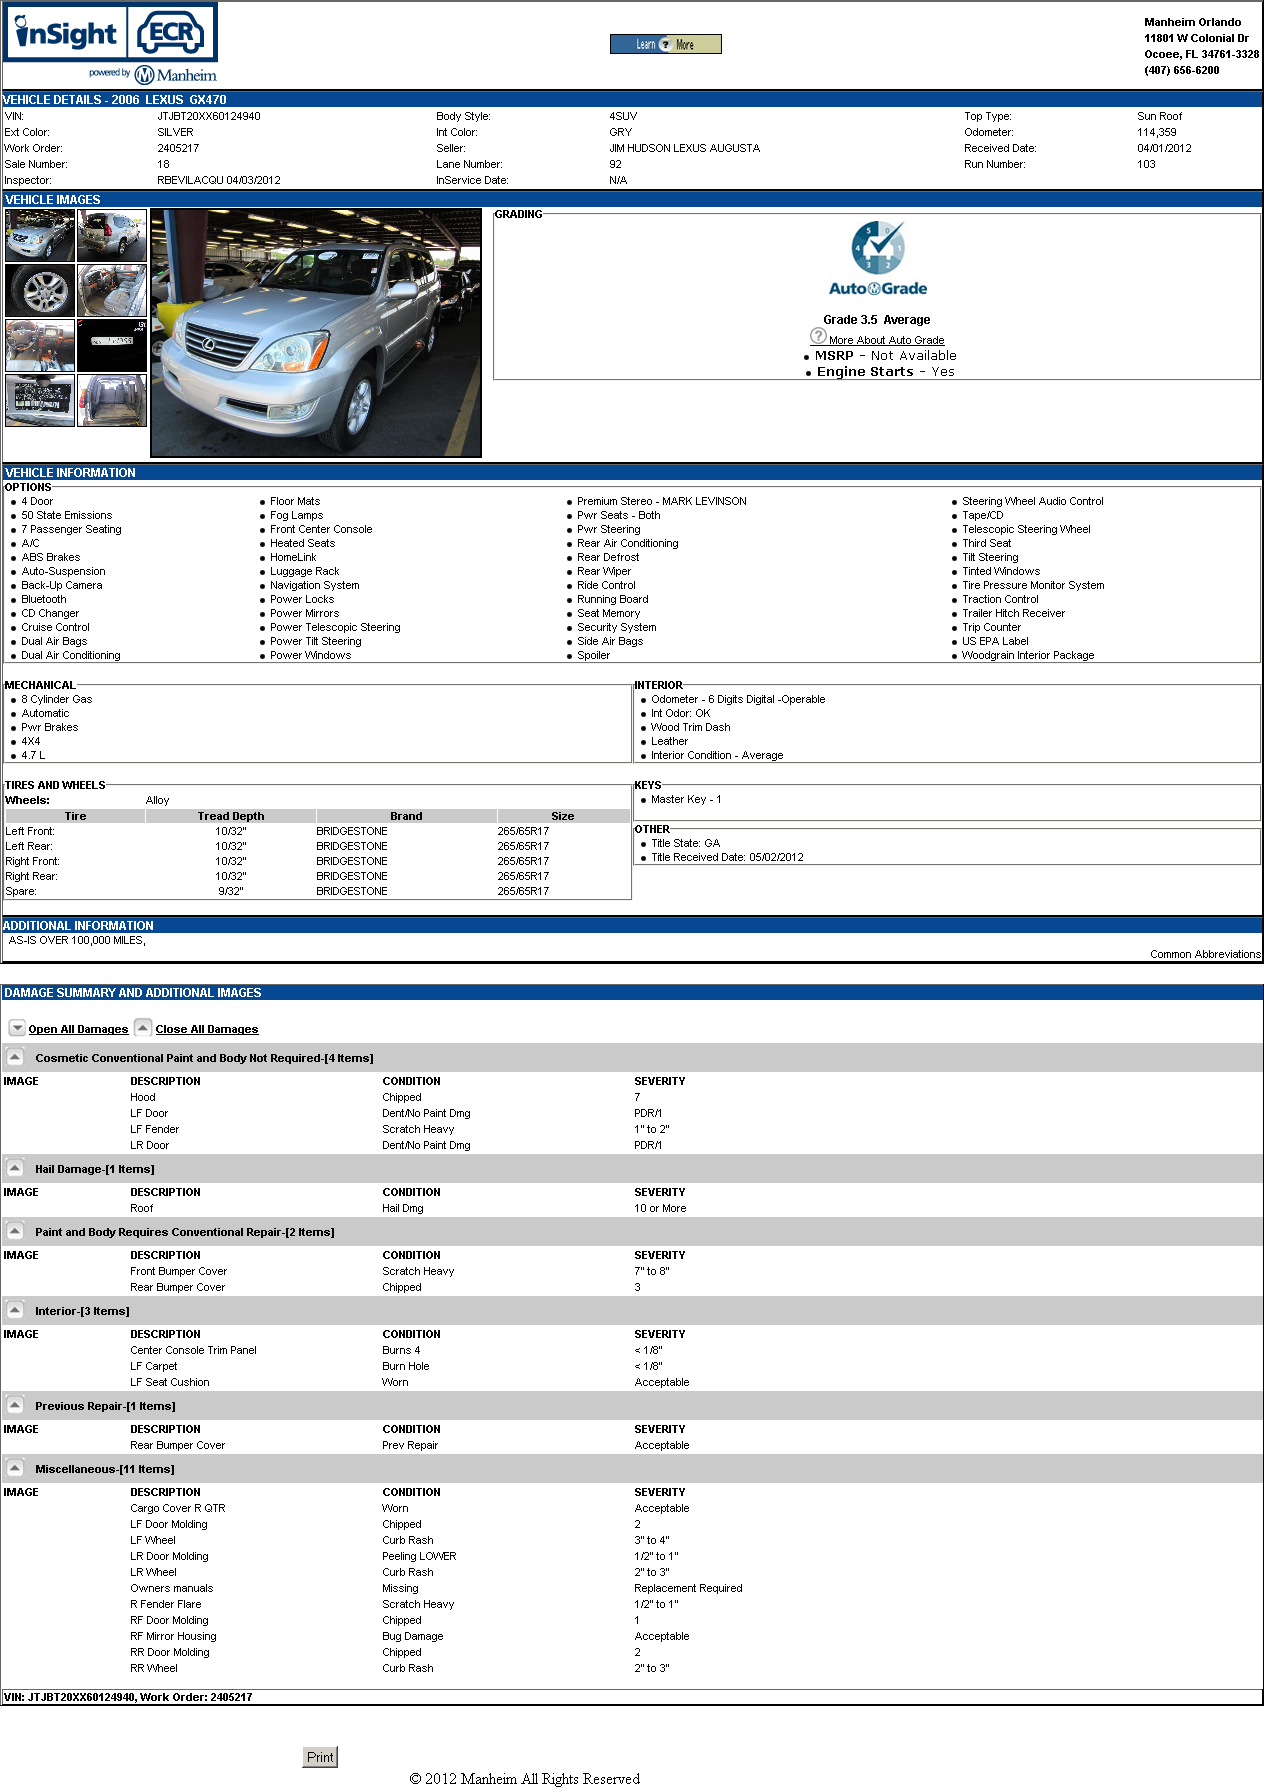 inSight ECR
powered by Manheim
Learn ? More
Manheim Orlando
11801 W Colonial Dr
Ocoee, FL 34761-3328
(407) 656-6200
VEHICLE DETAILS - 2006 LEXUS GX470
VIN: JTJBT20XX60124940 Body Style: 4SUV Top Type: Sun Roof
Ext Color: SILVER Int Color: GRY Odometer: 114,359
Work Order: 2405217 Seller: JIM HUDSON LEXUS AUGUSTA Received Date: 04/01/2012
Sale Number: 18 Lane Number: 92 Run Number: 103
Inspector: RBEVILACQU 04/03/2012 InService Date: N/A
VEHICLE IMAGES
GRADING
AutoGrade
Grade 3.5 Average
? More About Auto Grade
• MSRP - Not Available
• Engine Starts - Yes
VEHICLE INFORMATION
OPTIONS
• 4 Door • Floor Mats • Premium Stereo - MARK LEVINSON • Steering Wheel Audio Control
• 50 State Emissions • Fog Lamps • Pwr Seats - Both • Tape/CD
• 7 Passenger Seating • Front Center Console • Pwr Steering • Telescopic Steering Wheel
• A/C • Heated Seats • Rear Air Conditioning • Third Seat
• ABS Brakes • HomeLink • Rear Defrost • Tilt Steering
• Auto-Suspension • Luggage Rack • Rear Wiper • Tinted Windows
• Back-Up Camera • Navigation System • Ride Control • Tire Pressure Monitor System
• Bluetooth • Power Locks • Running Board • Traction Control
• CD Changer • Power Mirrors • Seat Memory • Trailer Hitch Receiver
• Cruise Control • Power Telescopic Steering • Security System • Trip Counter
• Dual Air Bags • Power Tilt Steering • Side Air Bags • US EPA Label
• Dual Air Conditioning • Power Windows • Spoiler • Woodgrain Interior Package
MECHANICAL
• 8 Cylinder Gas
• Automatic
• Pwr Brakes
• 4X4
• 4.7 L
INTERIOR
• Odometer - 6 Digits Digital -Operable
• Int Odor: OK
• Wood Trim Dash
• Leather
• Interior Condition - Average
TIRES AND WHEELS
Wheels: Alloy
Tire Tread Depth Brand Size
Left Front: 10/32" BRIDGESTONE 265/65R17
Left Rear: 10/32" BRIDGESTONE 265/65R17
Right Front: 10/32" BRIDGESTONE 265/65R17
Right Rear: 10/32" BRIDGESTONE 265/65R17
Spare: 9/32" BRIDGESTONE 265/65R17
KEYS
• Master Key - 1
OTHER
• Title State: GA
• Title Received Date: 05/02/2012
ADDITIONAL INFORMATION
AS-IS OVER 100,000 MILES,
Common Abbreviations
DAMAGE SUMMARY AND ADDITIONAL IMAGES
Open All Damages Close All Damages
Cosmetic Conventional Paint and Body Not Required-[4 Items]
IMAGE DESCRIPTION CONDITION SEVERITY
Hood Chipped 7
LF Door Dent/No Paint Dmg PDR/1
LF Fender Scratch Heavy 1" to 2"
LR Door Dent/No Paint Dmg PDR/1
Hail Damage-[1 Items]
IMAGE DESCRIPTION CONDITION SEVERITY
Roof Hail Dmg 10 or More
Paint and Body Requires Conventional Repair-[2 Items]
IMAGE DESCRIPTION CONDITION SEVERITY
Front Bumper Cover Scratch Heavy 7" to 8"
Rear Bumper Cover Chipped 3
Interior-[3 Items]
IMAGE DESCRIPTION CONDITION SEVERITY
Center Console Trim Panel Burns 4 < 1/8"
LF Carpet Burn Hole < 1/8"
LF Seat Cushion Worn Acceptable
Previous Repair-[1 Items]
IMAGE DESCRIPTION CONDITION SEVERITY
Rear Bumper Cover Prev Repair Acceptable
Miscellaneous-[11 Items]
IMAGE DESCRIPTION CONDITION SEVERITY
Cargo Cover R QTR Worn Acceptable
LF Door Molding Chipped 2
LF Wheel Curb Rash 3" to 4"
LR Door Molding Peeling LOWER 1/2" to 1"
LR Wheel Curb Rash 2" to 3"
Owners manuals Missing Replacement Required
R Fender Flare Scratch Heavy 1/2" to 1"
RF Door Molding Chipped 1
RF Mirror Housing Bug Damage Acceptable
RR Door Molding Chipped 2
RR Wheel Curb Rash 2" to 3"
VIN: JTJBT20XX60124940, Work Order: 2405217
Print
© 2012 Manheim All Rights Reserved